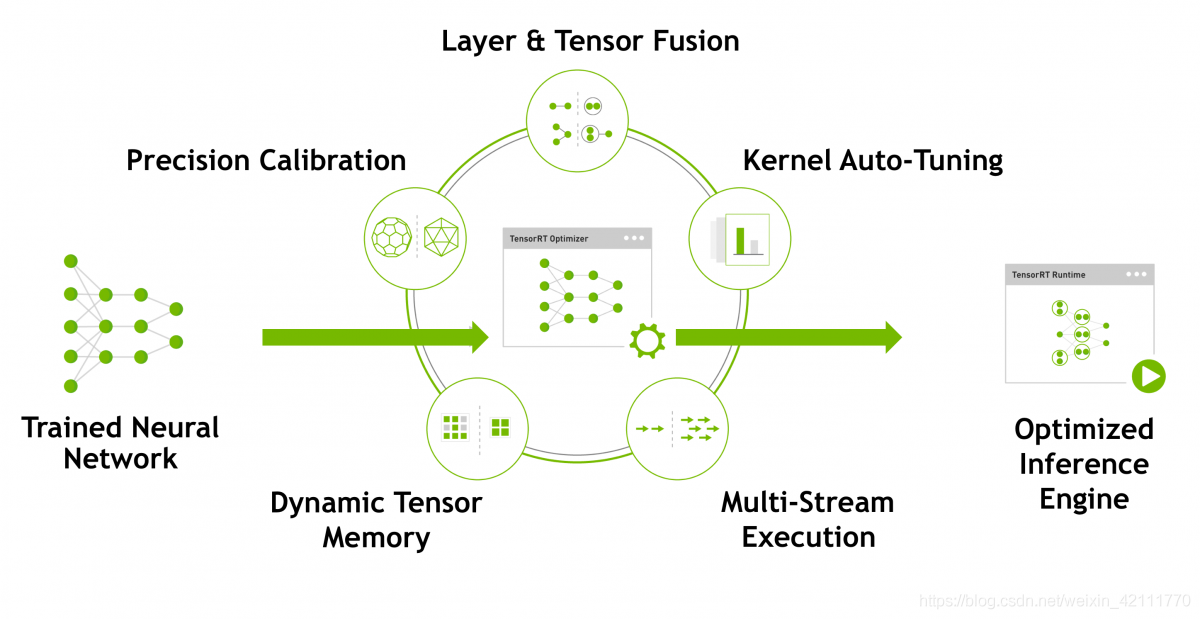 Layer & Tensor Fusion
Precision Calibration
Kernel Auto-Tuning
TensorRT Optimizer
TensorRT Runtime
Trained Neural
Network
Optimized
Inference
Engine
Dynamic Tensor
Memory
Multi-Stream
Execution
https://blog.csdn.net/weixin_42111770